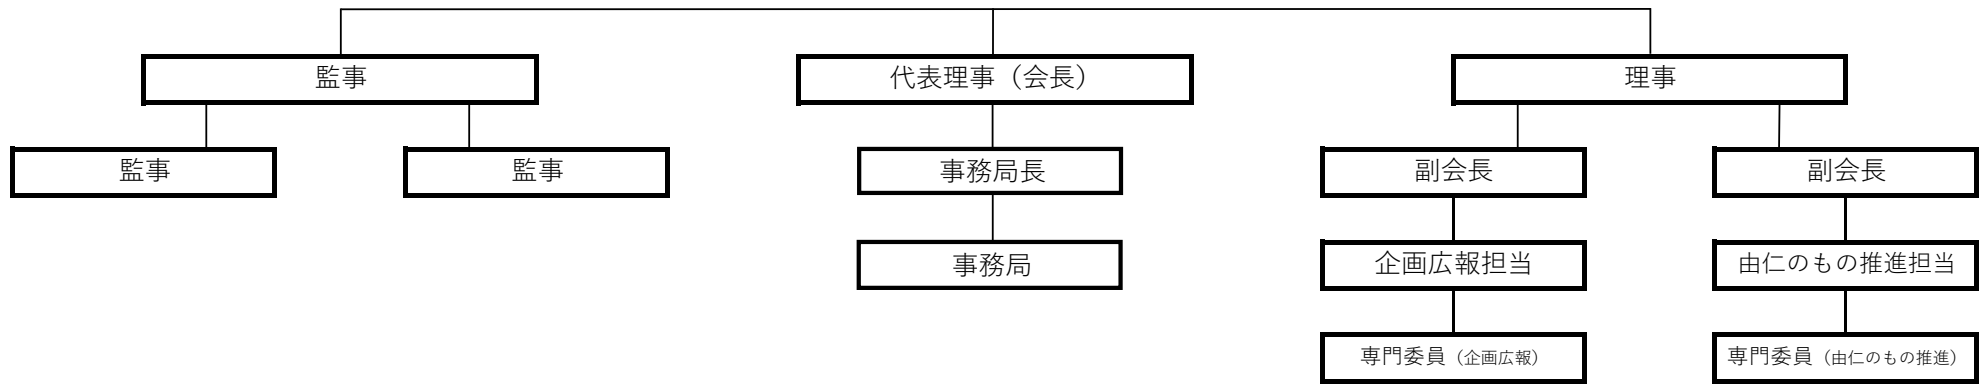 監事
代表理事（会長）
理事
監事
監事
事務局長
副会長
副会長
事務局
企画広報担当
由仁のもの推進担当
専門委員（企画広報）
専門委員（由仁のもの推進）